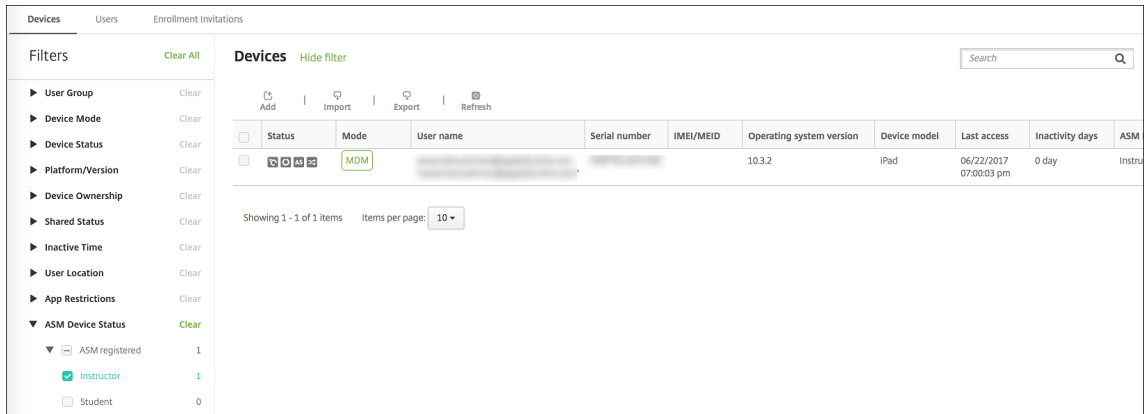 Devices Users Enrollment Invitations
Filters Clear All
Devices Hide filter
Search
User Group Clear
Device Mode Clear
Device Status Clear
Platform/Version Clear
Device Ownership Clear
Shared Status Clear
Inactive Time Clear
User Location Clear
App Restrictions Clear
ASM Device Status Clear
ASM registered 1
Instructor 1
Student 0
Add | Import | Export | Refresh
Status Mode User name Serial number IMEI/MEID Operating system version Device model Last access Inactivity days ASM
AS MDM 10.3.2 iPad 06/22/2017 0 day Instru
07:00:03 pm
Showing 1 - 1 of 1 items Items per page: 10